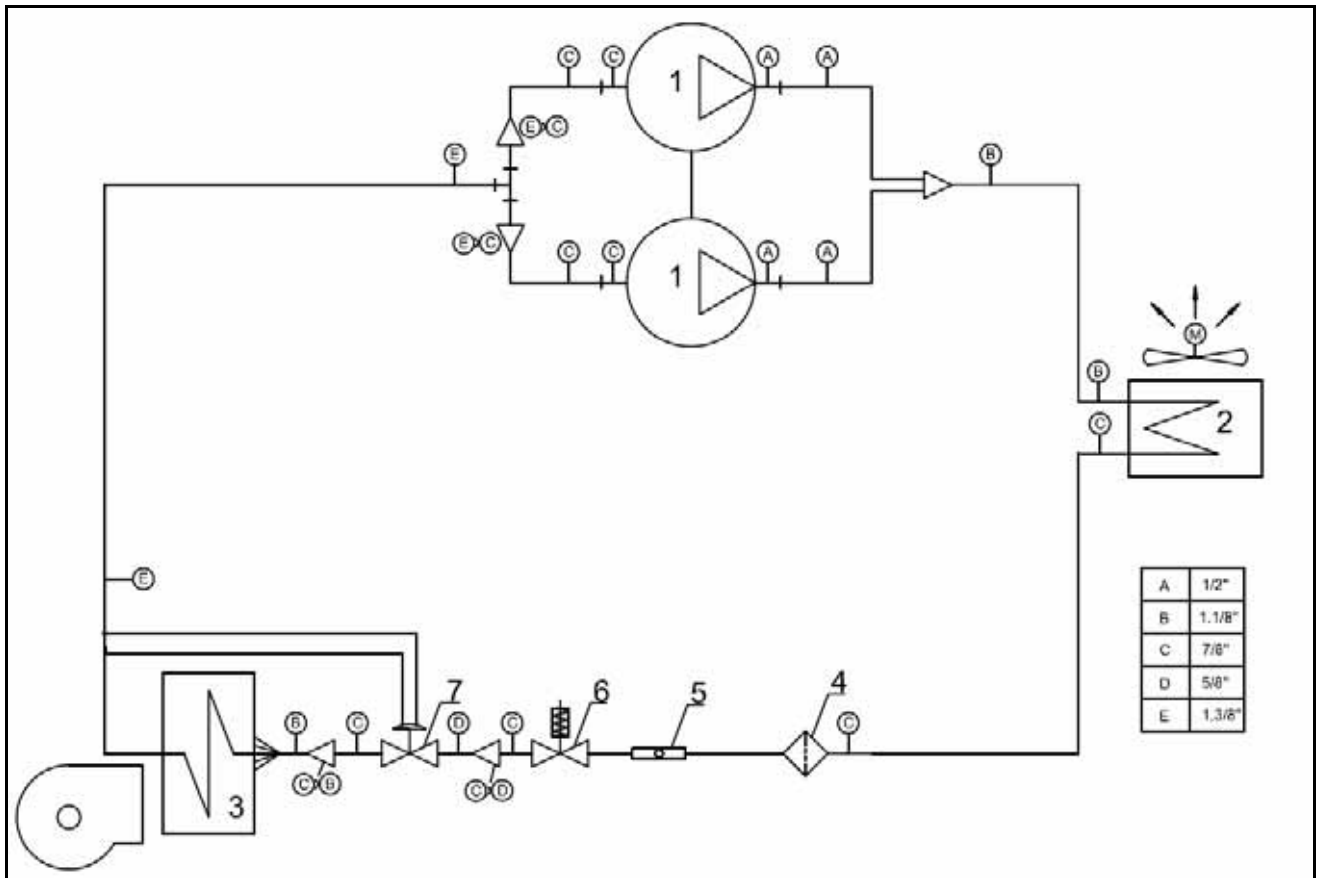 C C 1 A A
E C
E B
E C
C C 1 A A
M
B
C 2
E
A 1/2"
B 1.1/8"
C 7/8"
D 5/8"
E 1.3/8"
7 6 5 4
B C D C C
3
C B C D